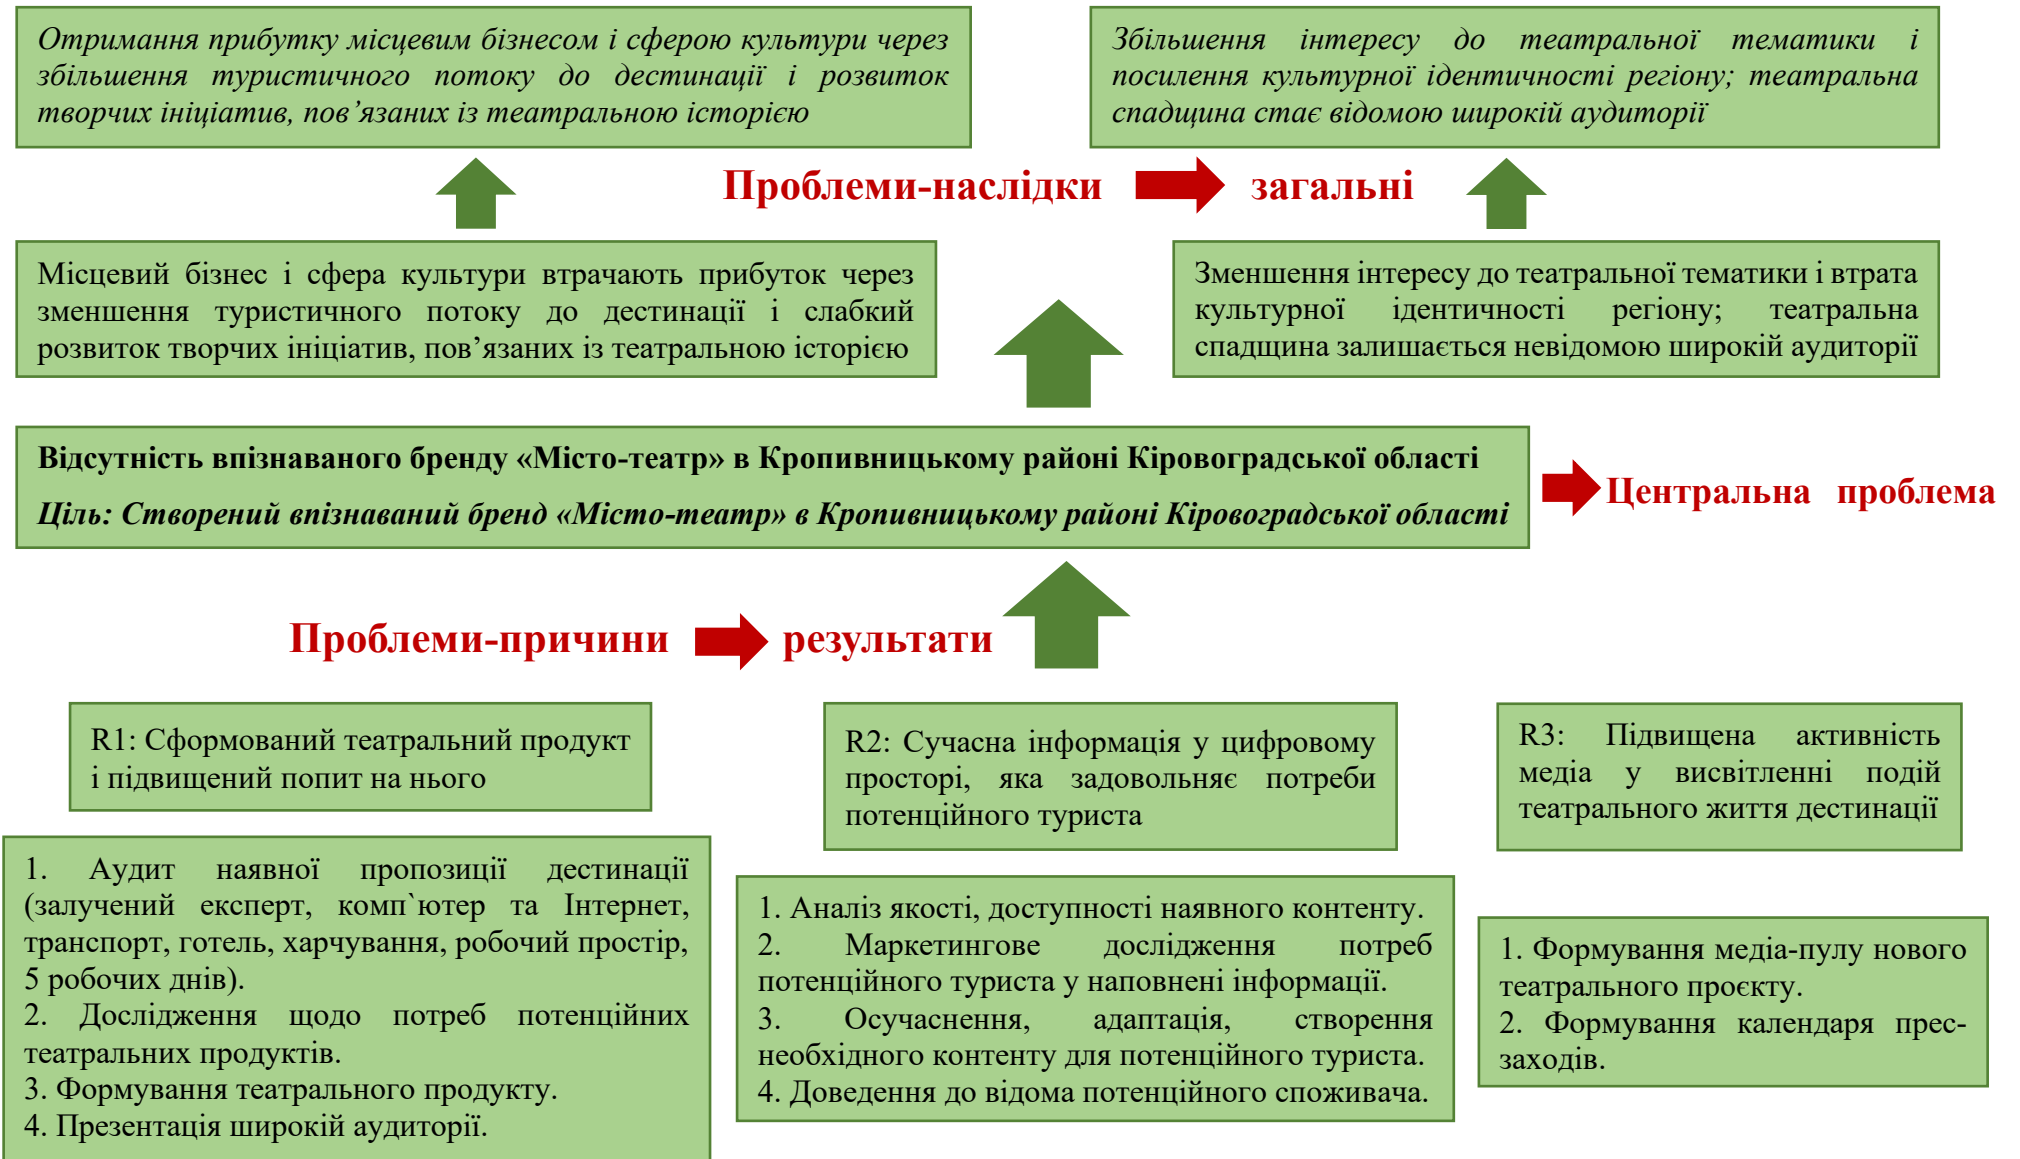 Отримання прибутку місцевим бізнесом і сферою культури через
збільшення туристичного потоку до дестинації і розвиток
творчих ініціатив, пов’язаних із театральною історією
Збільшення інтересу до театральної тематики і
посилення культурної ідентичності регіону; театральна
спадщина стає відомою широкій аудиторії
Проблеми-наслідки загальні
Місцевий бізнес і сфера культури втрачають прибуток через
зменшення туристичного потоку до дестинації і слабкий
розвиток творчих ініціатив, пов’язаних із театральною історією
Зменшення інтересу до театральної тематики і втрата
культурної ідентичності регіону; театральна
спадщина залишається невідомою широкій аудиторії
Відсутність впізнаваного бренду «Місто-театр» в Кропивницькому районі Кіровоградської області
Ціль: Створений впізнаваний бренд «Місто-театр» в Кропивницькому районі Кіровоградської області
Центральна проблема
Проблеми-причини результати
R1: Сформований театральний продукт
і підвищений попит на нього
R2: Сучасна інформація у цифровому
просторі, яка задовольняє потреби
потенційного туриста
R3: Підвищена активність
медіа у висвітленні подій
театрального життя дестинації
1. Аудит наявної пропозиції дестинації
(залучений експерт, комп`ютер та Інтернет,
транспорт, готель, харчування, робочий простір,
5 робочих днів).
2. Дослідження щодо потреб потенційних
театральних продуктів.
3. Формування театрального продукту.
4. Презентація широкій аудиторії.
1. Аналіз якості, доступності наявного контенту.
2. Маркетингове дослідження потреб
потенційного туриста у наповнені інформації.
3. Осучаснення, адаптація, створення
необхідного контенту для потенційного туриста.
4. Доведення до відома потенційного споживача.
1. Формування медіа-пулу нового
театрального проєкту.
2. Формування календаря прес-
заходів.